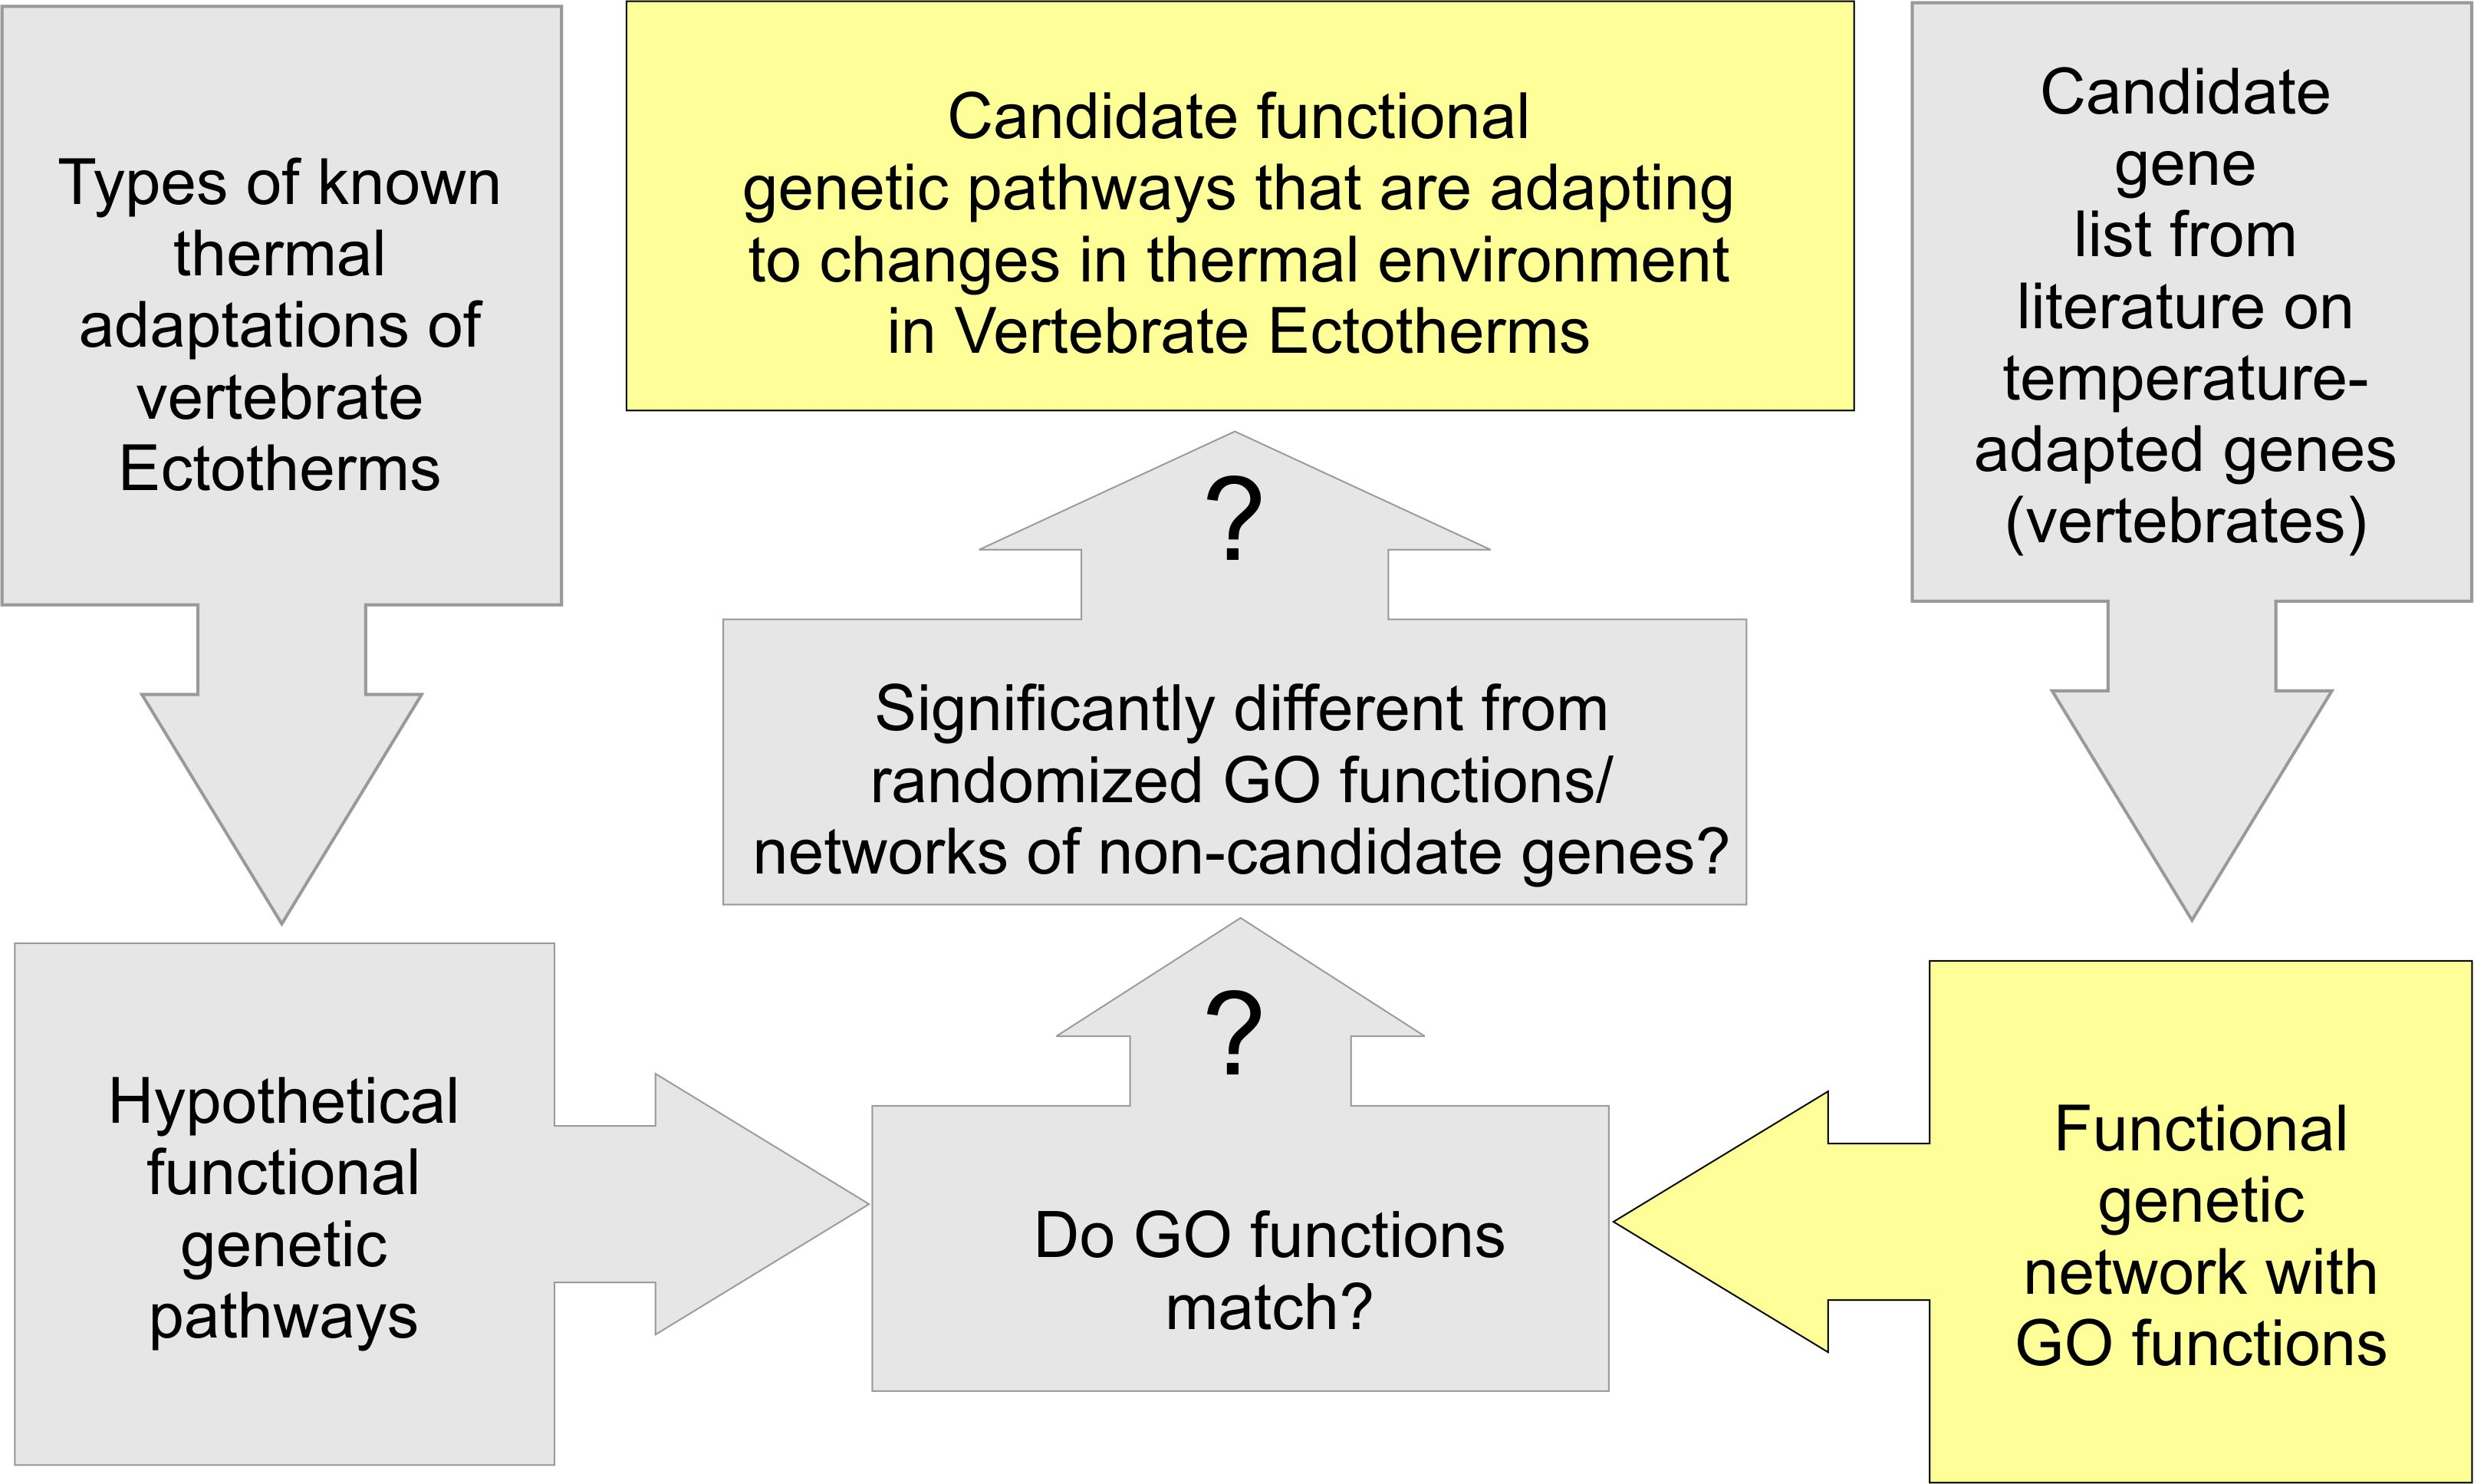 Types of known
thermal
adaptations of
vertebrate
Ectotherms
Candidate functional
genetic pathways that are adapting
to changes in thermal environment
in Vertebrate Ectotherms
Candidate
gene
list from
literature on
temperature-
adapted genes
(vertebrates)
?
Significantly different from
randomized GO functions/
networks of non-candidate genes?
?
Hypothetical
functional
genetic
pathways
Do GO functions
match?
Functional
genetic
network with
GO functions